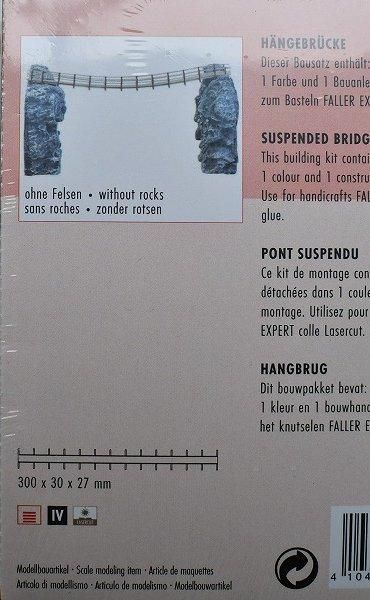 HÄNGEBRÜCKE
Dieser Bausatz enthält:
1 Farbe und 1 Bauanle
zum Basteln FALLER EX
ohne Felsen • without rocks
sans roches • zonder rotsen
SUSPENDED BRIDG
This building kit contai
1 colour and 1 constru
Use for handicrafts FAL
glue.
PONT SUSPENDU
Ce kit de montage con
détachées dans 1 coule
montage. Utilisez pour
EXPERT colle Lasercut.
HANGBRUG
Dit bouwpakket bevat:
1 kleur en 1 bouwhand
het knutselen FALLER E
300 x 30 x 27 mm
IV
LASERCUT
Modellbauartikel • Scale modeling item • Article de maquettes
Articolo di modellismo • Artículo de modelismo • Modelbouwartikel
4 104